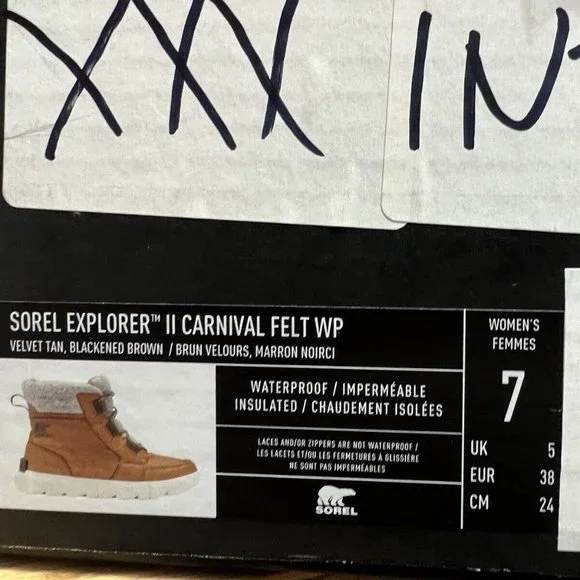 XXX
IN
SOREL EXPLORER™ II CARNIVAL FELT WP
VELVET TAN, BLACKENED BROWN / BRUN VELOURS, MARRON NOIRCI
WATERPROOF / IMPERMÉABLE
INSULATED / CHAUDEMENT ISOLÉES
LACES AND/OR ZIPPERS ARE NOT WATERPROOF /
LES LACETS ET/OU LES FERMETURES À GLISSIÈRE
NE SONT PAS IMPERMÉABLES
SOREL
WOMEN'S
FEMMES
7
UK 5
EUR 38
CM 24